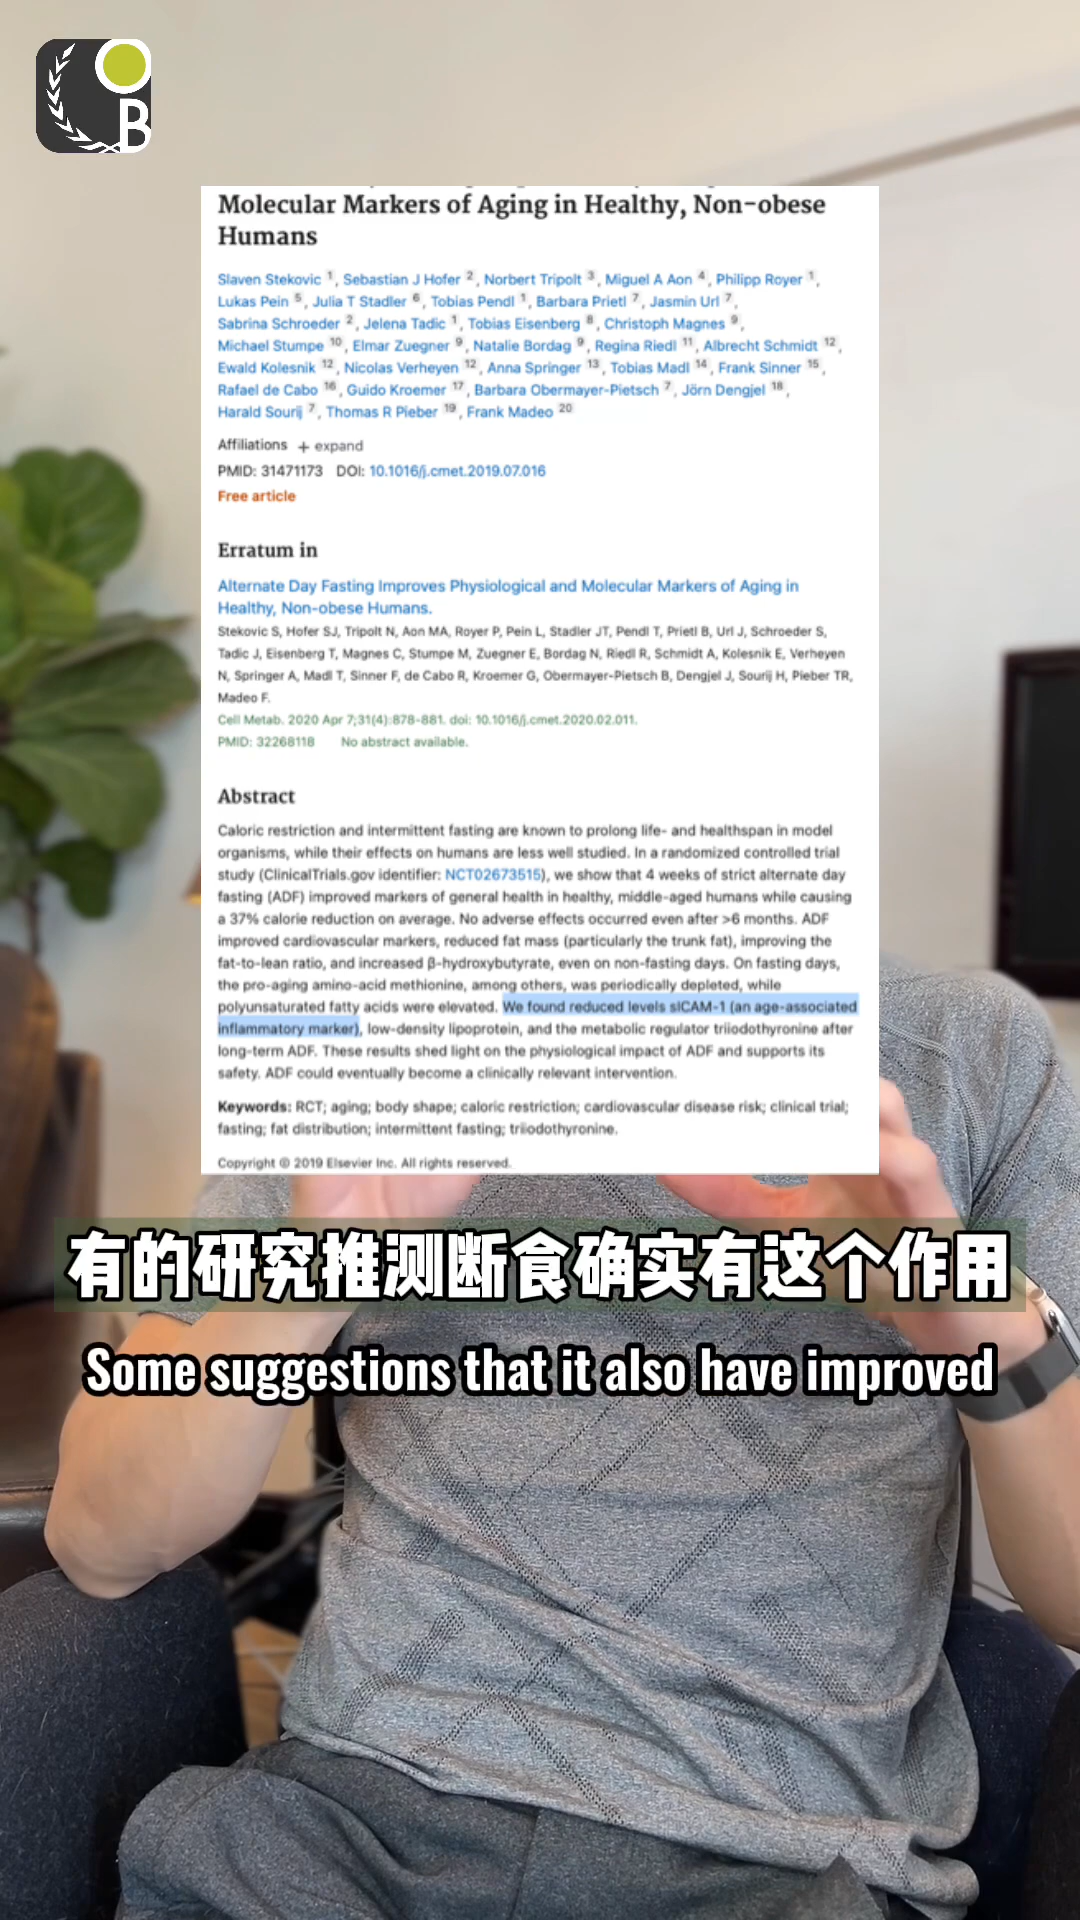 B
Molecular Markers of Aging in Healthy, Non-obese
Humans
Slaven Stekovic 1, Sebastian J Hofer 2, Norbert Tripolt 3, Miguel A Aon 4, Philipp Royer 1,
Lukas Pein 5, Julia T Stadler 6, Tobias Pendl 1, Barbara Prietl 7, Jasmin Url 7,
Sabrina Schroeder 2, Jelena Tadic 1, Tobias Eisenberg 8, Christoph Magnes 9,
Michael Stumpe 10, Elmar Zuegner 9, Natalie Bordag 9, Regina Riedl 11, Albrecht Schmidt 12,
Ewald Kolesnik 12, Nicolas Verheyen 12, Anna Springer 13, Tobias Madl 14, Frank Sinner 15,
Rafael de Cabo 16, Guido Kroemer 17, Barbara Obermayer-Pietsch 7, Jörn Dengjel 18,
Harald Sourij 7, Thomas R Pieber 19, Frank Madeo 20
Affiliations + expand
PMID: 31471173 DOI: 10.1016/j.cmet.2019.07.016
Free article
Erratum in
Alternate Day Fasting Improves Physiological and Molecular Markers of Aging in
Healthy, Non-obese Humans.
Stekovic S, Hofer SJ, Tripolt N, Aon MA, Royer P, Pein L, Stadler JT, Pendl T, Prietl B, Url J, Schroeder S,
Tadic J, Eisenberg T, Magnes C, Stumpe M, Zuegner E, Bordag N, Riedl R, Schmidt A, Kolesnik E, Verheyen
N, Springer A, Madl T, Sinner F, de Cabo R, Kroemer G, Obermayer-Pietsch B, Dengjel J, Sourij H, Pieber TR,
Madeo F.
Cell Metab. 2020 Apr 7;31(4):878-881. doi: 10.1016/j.cmet.2020.02.011.
PMID: 32268118 No abstract available.
Abstract
Caloric restriction and intermittent fasting are known to prolong life- and healthspan in model
organisms, while their effects on humans are less well studied. In a randomized controlled trial
study (ClinicalTrials.gov identifier: NCT02673515), we show that 4 weeks of strict alternate day
fasting (ADF) improved markers of general health in healthy, middle-aged humans while causing
a 37% calorie reduction on average. No adverse effects occurred even after >6 months. ADF
improved cardiovascular markers, reduced fat mass (particularly the trunk fat), improving the
fat-to-lean ratio, and increased β-hydroxybutyrate, even on non-fasting days. On fasting days,
the pro-aging amino-acid methionine, among others, was periodically depleted, while
polyunsaturated fatty acids were elevated. We found reduced levels sICAM-1 (an age-associated
inflammatory marker), low-density lipoprotein, and the metabolic regulator triiodothyronine after
long-term ADF. These results shed light on the physiological impact of ADF and supports its
safety. ADF could eventually become a clinically relevant intervention.
Keywords: RCT; aging; body shape; caloric restriction; cardiovascular disease risk; clinical trial;
fasting; fat distribution; intermittent fasting; triiodothyronine.
Copyright © 2019 Elsevier Inc. All rights reserved.
有的研究推测断食确实有这个作用
Some suggestions that it also have improved